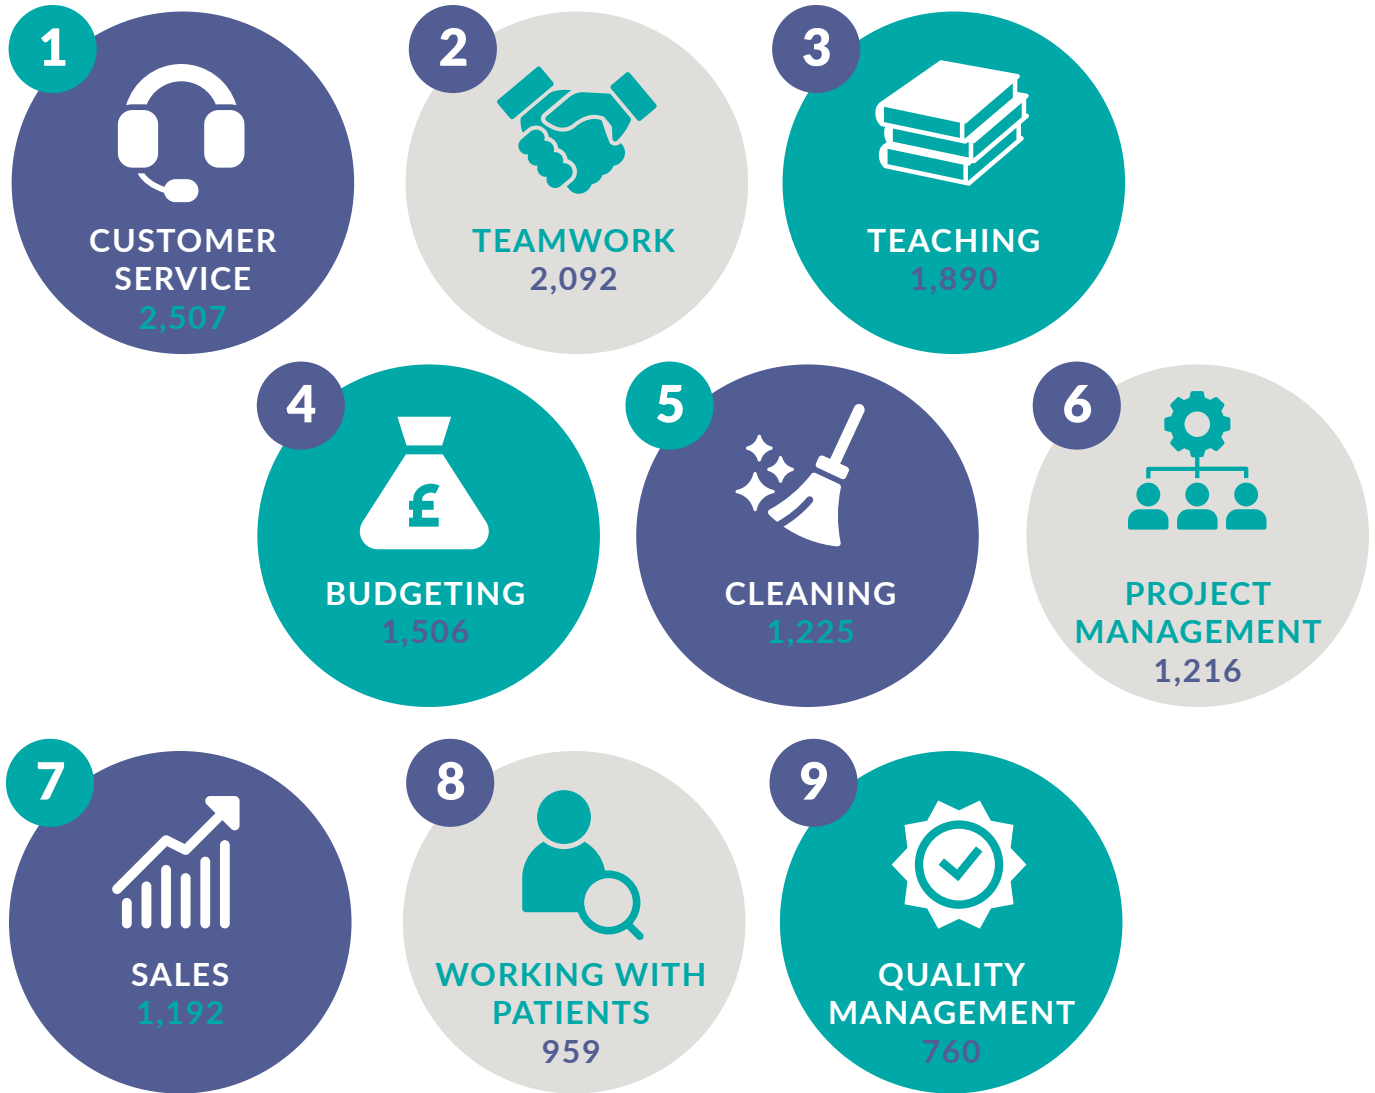 1
CUSTOMER
SERVICE
2,507
2
TEAMWORK
2,092
3
TEACHING
1,890
4
£
BUDGETING
1,506
5
CLEANING
1,225
6
PROJECT
MANAGEMENT
1,216
7
SALES
1,192
8
WORKING WITH
PATIENTS
959
9
QUALITY
MANAGEMENT
760